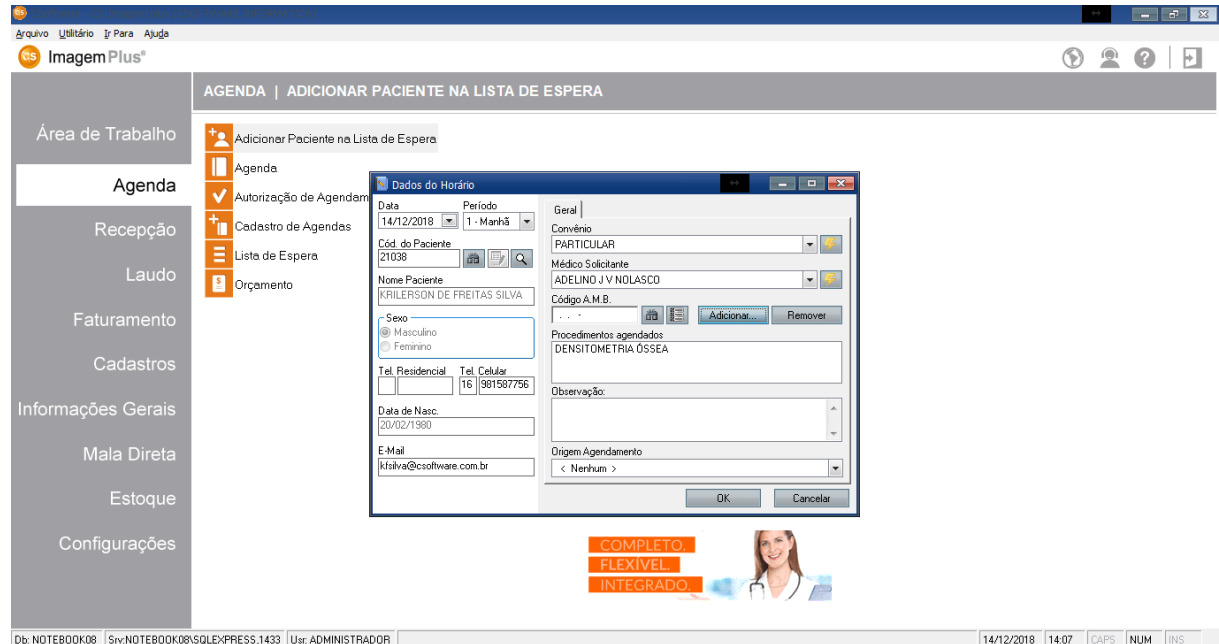 Arquivo Utilitário Ir Para Ajuda
cs ImagemPlus®
AGENDA | ADICIONAR PACIENTE NA LISTA DE ESPERA
Área de Trabalho
Agenda
Recepção
Laudo
Faturamento
Cadastros
Informações Gerais
Mala Direta
Estoque
Configurações
Adicionar Paciente na Lista de Espera
Agenda
Autorização de Agendam
Cadastro de Agendas
Lista de Espera
Orçamento
Dados do Horário
Data Período
14/12/2018 1 - Manhã
Cód. do Paciente
21038
Nome Paciente
KRILERSON DE FREITAS SILVA
Sexo
Masculino
Feminino
Tel. Residencial Tel. Celular
16 981587756
Data de Nasc.
20/02/1980
E-Mail
kfsilva@csoftware.com.br
Geral
Convênio
PARTICULAR
Médico Solicitante
ADELINO J V NOLASCO
Código A.M.B.
. . -
Adicionar... Remover
Procedimentos agendados
DENSITOMETRIA ÓSSEA
Observação:
Origem Agendamento
< Nenhum >
OK Cancelar
COMPLETO.
FLEXÍVEL.
INTEGRADO.
Db: NOTEBOOK08 Srv:NOTEBOOK08\SQLEXPRESS,1433 Usr: ADMINISTRADOR 14/12/2018 14:07 CAPS NUM INS